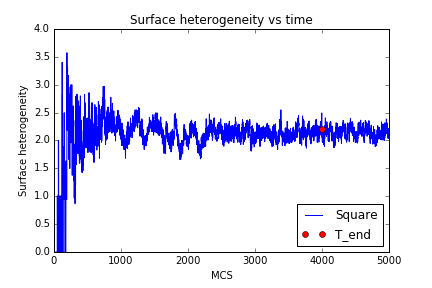 Surface heterogeneity vs time
Surface heterogeneity
4.0
3.5
3.0
2.5
2.0
1.5
1.0
0.5
0.0
0 1000 2000 3000 4000 5000
MCS
Square
T_end